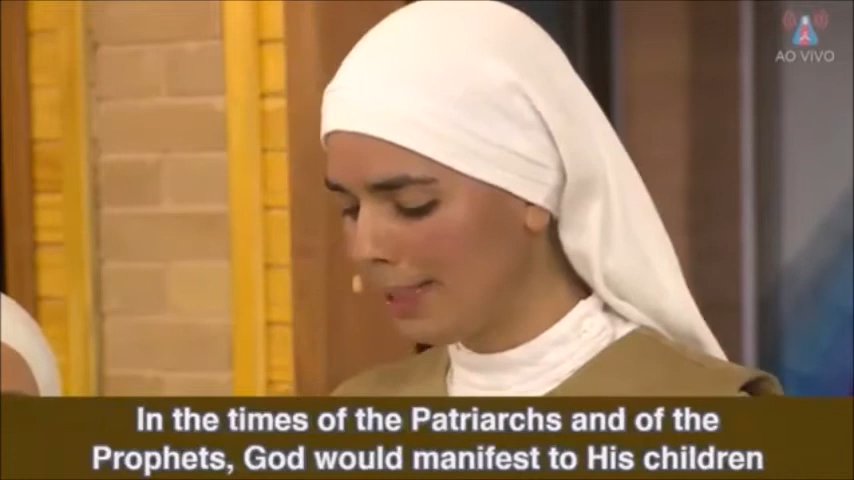 AO VIVO
In the times of the Patriarchs and of the
Prophets, God would manifest to His children